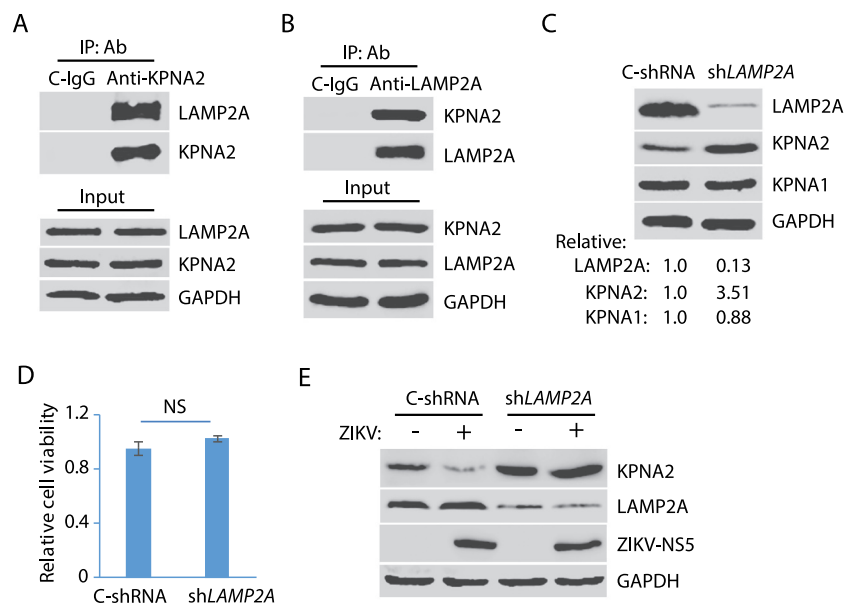 A
IP: Ab
C-IgG Anti-KPNA2
LAMP2A
KPNA2
Input
LAMP2A
KPNA2
GAPDH
B
IP: Ab
C-IgG Anti-LAMP2A
KPNA2
LAMP2A
Input
KPNA2
LAMP2A
GAPDH
C
C-shRNA shLAMP2A
LAMP2A
KPNA2
KPNA1
GAPDH
Relative:
LAMP2A: 1.0 0.13
KPNA2: 1.0 3.51
KPNA1: 1.0 0.88
D
Relative cell viability
1.2
0.8
0.4
0
NS
C-shRNA shLAMP2A
E
C-shRNA shLAMP2A
ZIKV: - + - +
KPNA2
LAMP2A
ZIKV-NS5
GAPDH